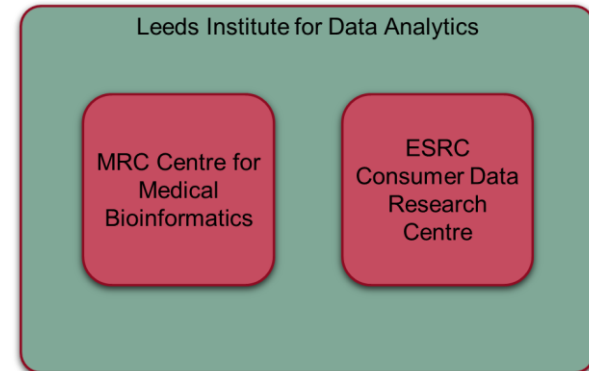 Leeds Institute for Data Analytics
MRC Centre for
Medical
Bioinformatics
ESRC
Consumer Data
Research
Centre